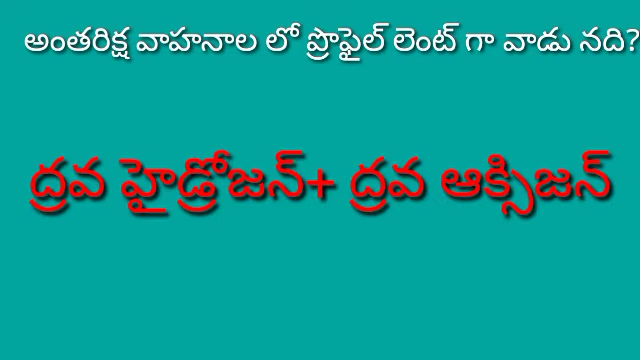 అంతరిక్ష వాహనాల లో ప్రొఫైల్ లెంట్ గా వాడు నది?
ద్రవ హైడ్రోజన్+ ద్రవ ఆక్సిజన్